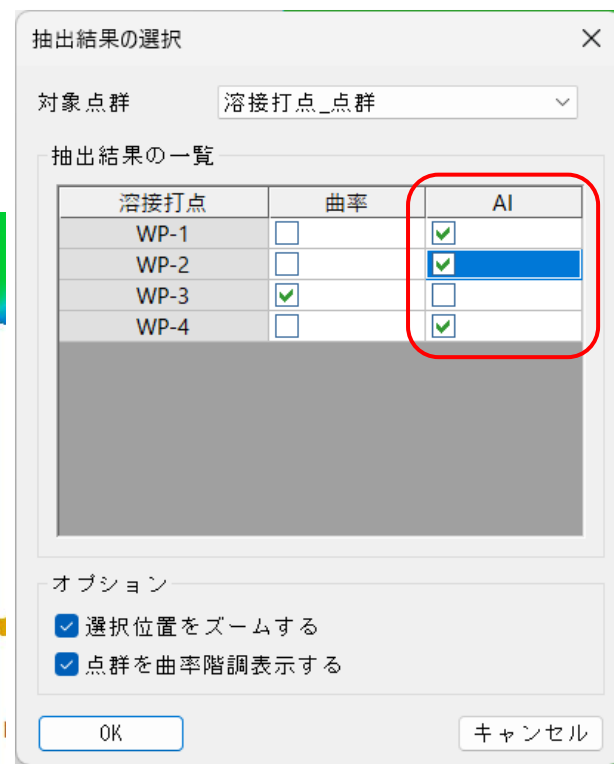 抽出結果の選択
対象点群 溶接打点_点群
抽出結果の一覧
溶接打点 曲率 AI
WP-1
WP-2
WP-3
WP-4
オプション
選択位置をズームする
点群を曲率階調表示する
OK キャンセル